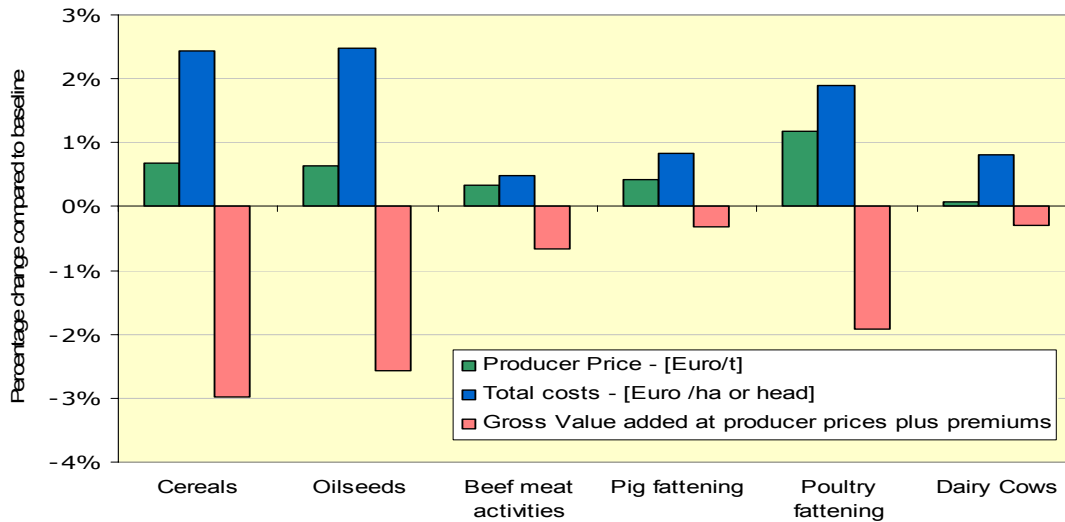 3%
2%
1%
0%
-1%
-2%
-3%
-4%
Percentage change compared to baseline
Producer Price - [Euro/t]
Total costs - [Euro /ha or head]
Gross Value added at producer prices plus premiums
Cereals
Oilseeds
Beef meat
activities
Pig fattening
Poultry
fattening
Dairy Cows